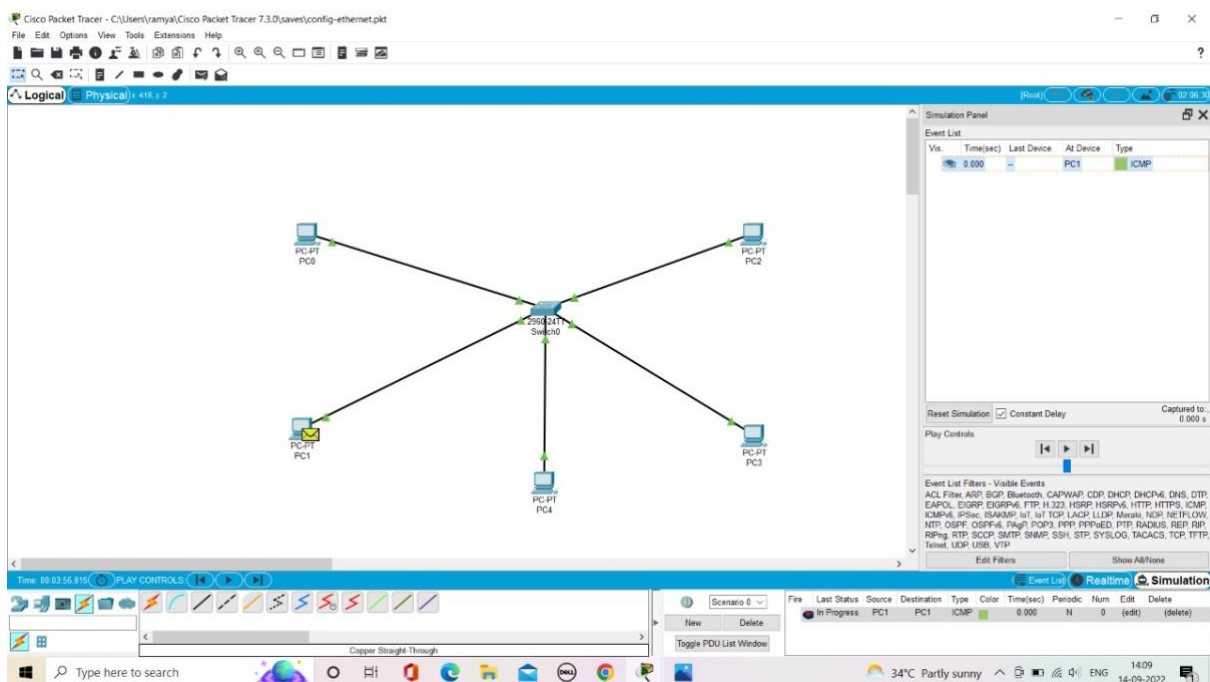 Cisco Packet Tracer - C:\Users\ramya\Cisco Packet Tracer 7.3.0\saves\config-ethernet.pkt
File Edit Options View Tools Extensions Help
?
Logical Physical x: 418, y: 2 [Root] 02:06:30
Simulation Panel
Event List
Vis. Time(sec) Last Device At Device Type
0.000 -- PC1 ICMP
PC-PT
PC0
PC-PT
PC2
2960-24TT
Switch0
PC-PT
PC1
PC-PT
PC3
PC-PT
PC4
Reset Simulation Constant Delay Captured to:
0.000 s
Play Controls
Event List Filters - Visible Events
ACL Filter, ARP, BGP, Bluetooth, CAPWAP, CDP, DHCP, DHCPv6, DNS, DTP,
EAPOL, EIGRP, EIGRPv6, FTP, H.323, HSRP, HSRPv6, HTTP, HTTPS, ICMP,
ICMPv6, IPSec, ISAKMP, IoT, IoT TCP, LACP, LLDP, Meraki, NDP, NETFLOW,
NTP, OSPF, OSPFv6, PAgP, POP3, PPP, PPPoED, PTP, RADIUS, REP, RIP,
RIPng, RTP, SCCP, SMTP, SNMP, SSH, STP, SYSLOG, TACACS, TCP, TFTP,
Telnet, UDP, USB, VTP
Edit Filters Show All/None
Time: 00:03:56.815 PLAY CONTROLS: Event List Realtime Simulation
Scenario 0
New Delete
Toggle PDU List Window
Fire Last Status Source Destination Type Color Time(sec) Periodic Num Edit Delete
In Progress PC1 PC1 ICMP 0.000 N 0 (edit) (delete)
Copper Straight-Through
Type here to search
DELL
34°C Partly sunny ENG 14:09
14-09-2022
1